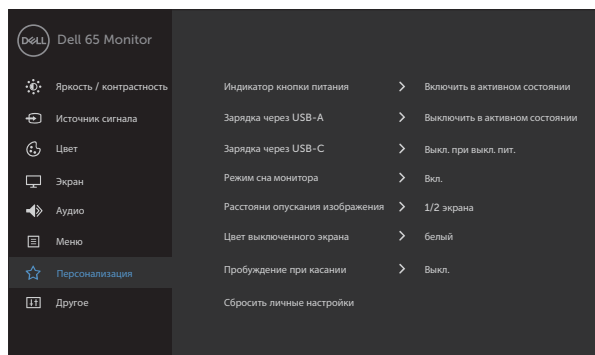 DELL
Dell 65 Monitor
Яркость / контрастность
Источник сигнала
Цвет
Экран
Аудио
Меню
Персонализация
Другое
Индикатор кнопки питания > Включить в активном состоянии
Зарядка через USB-A > Выключить в активном состоянии
Зарядка через USB-C > Выкл. при выкл. пит.
Режим сна монитора > Вкл.
Расстояни опускания изображения > 1/2 экрана
Цвет выключенного экрана > белый
Пробуждение при касании > Выкл.
Сбросить личные настройки